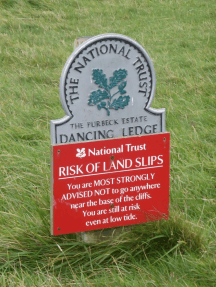 THE NATIONAL TRUST
THE PURBECK ESTATE
DANCING LEDGE
National Trust
RISK OF LAND SLIPS
You are MOST STRONGLY
ADVISED NOT to go anywhere
near the base of the cliffs.
You are still at risk
even at low tide.